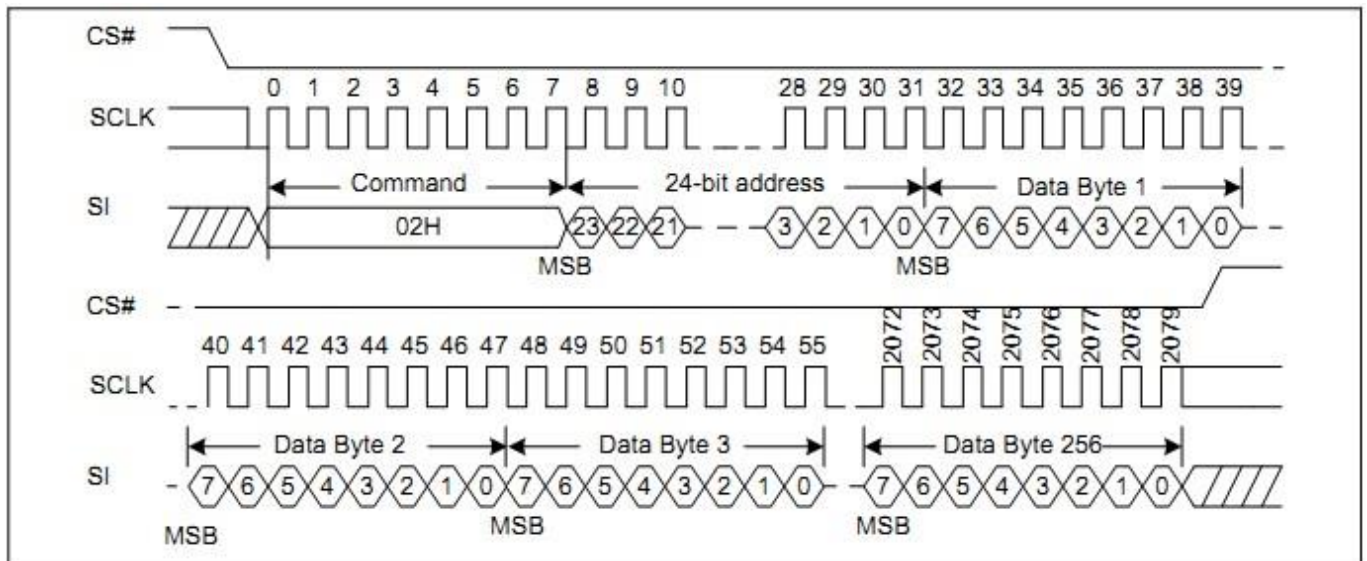 CS#
0 1 2 3 4 5 6 7 8 9 10 28 29 30 31 32 33 34 35 36 37 38 39
SCLK
Command 24-bit address Data Byte 1
SI 02H 23 22 21 3 2 1 0 7 6 5 4 3 2 1 0
MSB MSB
CS#
40 41 42 43 44 45 46 47 48 49 50 51 52 53 54 55 2072 2073 2074 2075 2076 2077 2078 2079
SCLK
Data Byte 2 Data Byte 3 Data Byte 256
SI 7 6 5 4 3 2 1 0 7 6 5 4 3 2 1 0 7 6 5 4 3 2 1 0
MSB MSB MSB